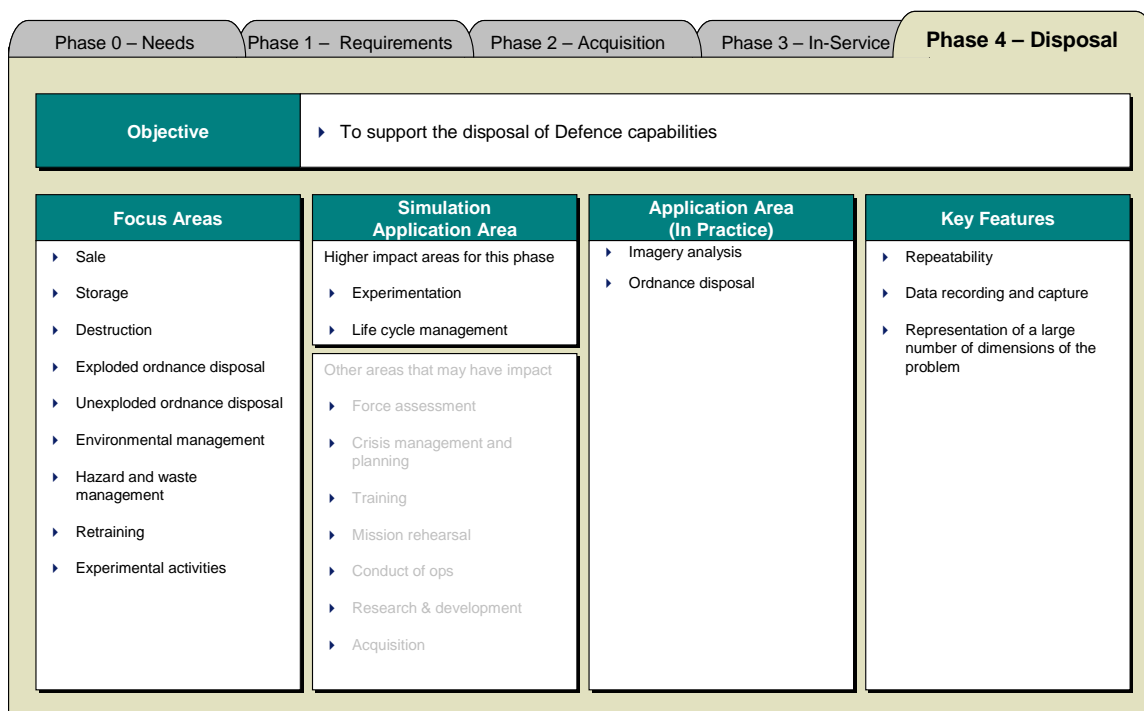 Phase 0 – Needs
Phase 1 – Requirements
Phase 2 – Acquisition
Phase 3 – In-Service
Phase 4 – Disposal
Objective
To support the disposal of Defence capabilities
Focus Areas
Sale
Storage
Destruction
Exploded ordnance disposal
Unexploded ordnance disposal
Environmental management
Hazard and waste
management
Retraining
Experimental activities
Simulation
Application Area
Higher impact areas for this phase
Experimentation
Life cycle management
Other areas that may have impact
Force assessment
Crisis management and
planning
Training
Mission rehearsal
Conduct of ops
Research & development
Acquisition
Application Area
(In Practice)
Imagery analysis
Ordnance disposal
Key Features
Repeatability
Data recording and capture
Representation of a large
number of dimensions of the
problem